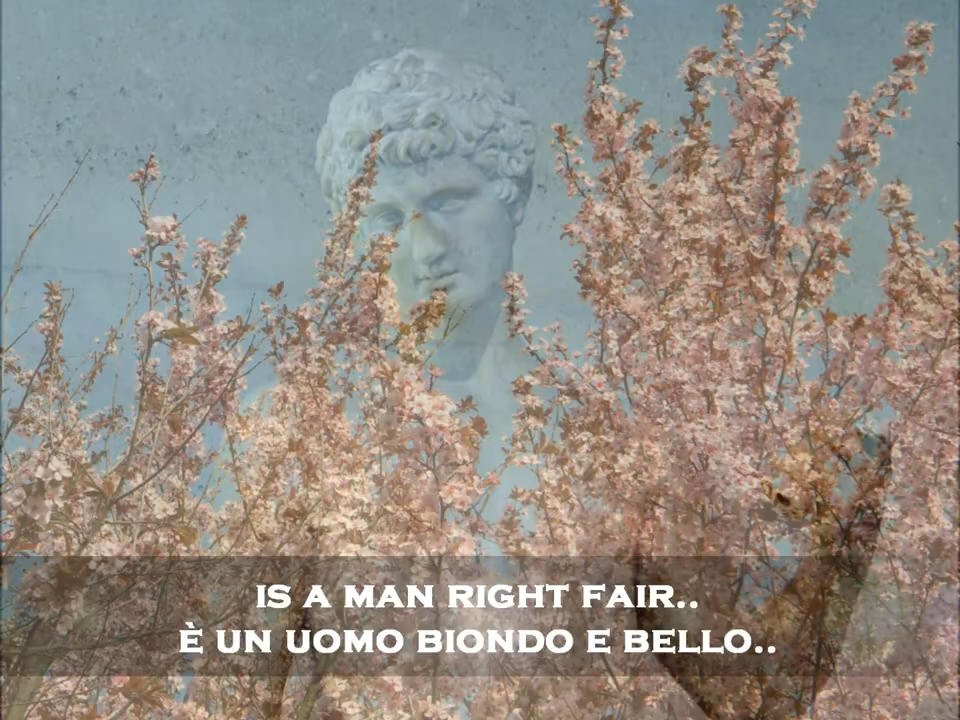 IS A MAN RIGHT FAIR..
È UN UOMO BIONDO E BELLO..